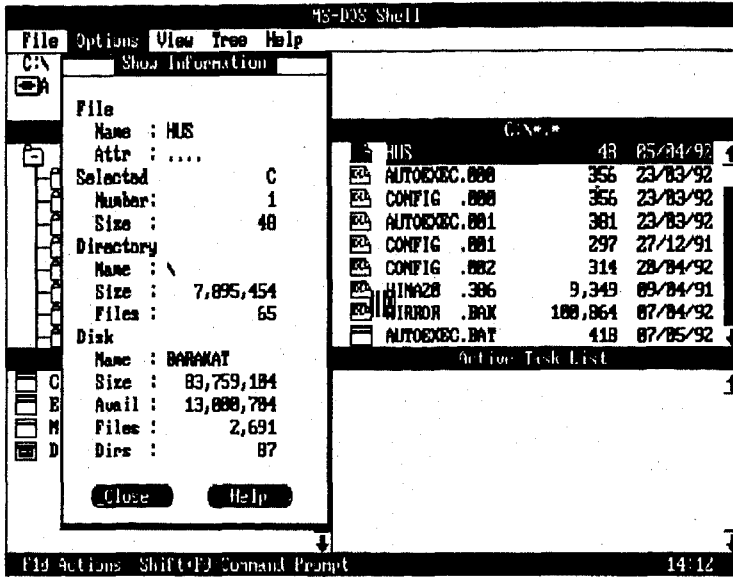 MS-DOS Shell
File Options View Tree Help
C:\
A
Show Information
File
Name : HUS
Attr : ....
Selected C
Number: 1
Size : 48
Directory
Name : \
Size : 7,895,454
Files : 65
Disk
Name : BARAKAT
Size : 83,759,104
Avail : 13,000,704
Files : 2,691
Dirs : 87
Close Help
C:\*.*
HUS 48 05/04/92
AUTOEXEC.000 356 23/03/92
CONFIG .000 356 23/03/92
AUTOEXEC.001 381 23/03/92
CONFIG .001 297 27/12/91
CONFIG .002 314 28/04/92
HIMA20 .386 9,349 09/04/91
MIRROR .BAK 100,864 07/04/92
AUTOEXEC.BAT 418 07/05/92
Active Task List
C
E
M
D
F10 Actions Shift+F9 Command Prompt 14:12